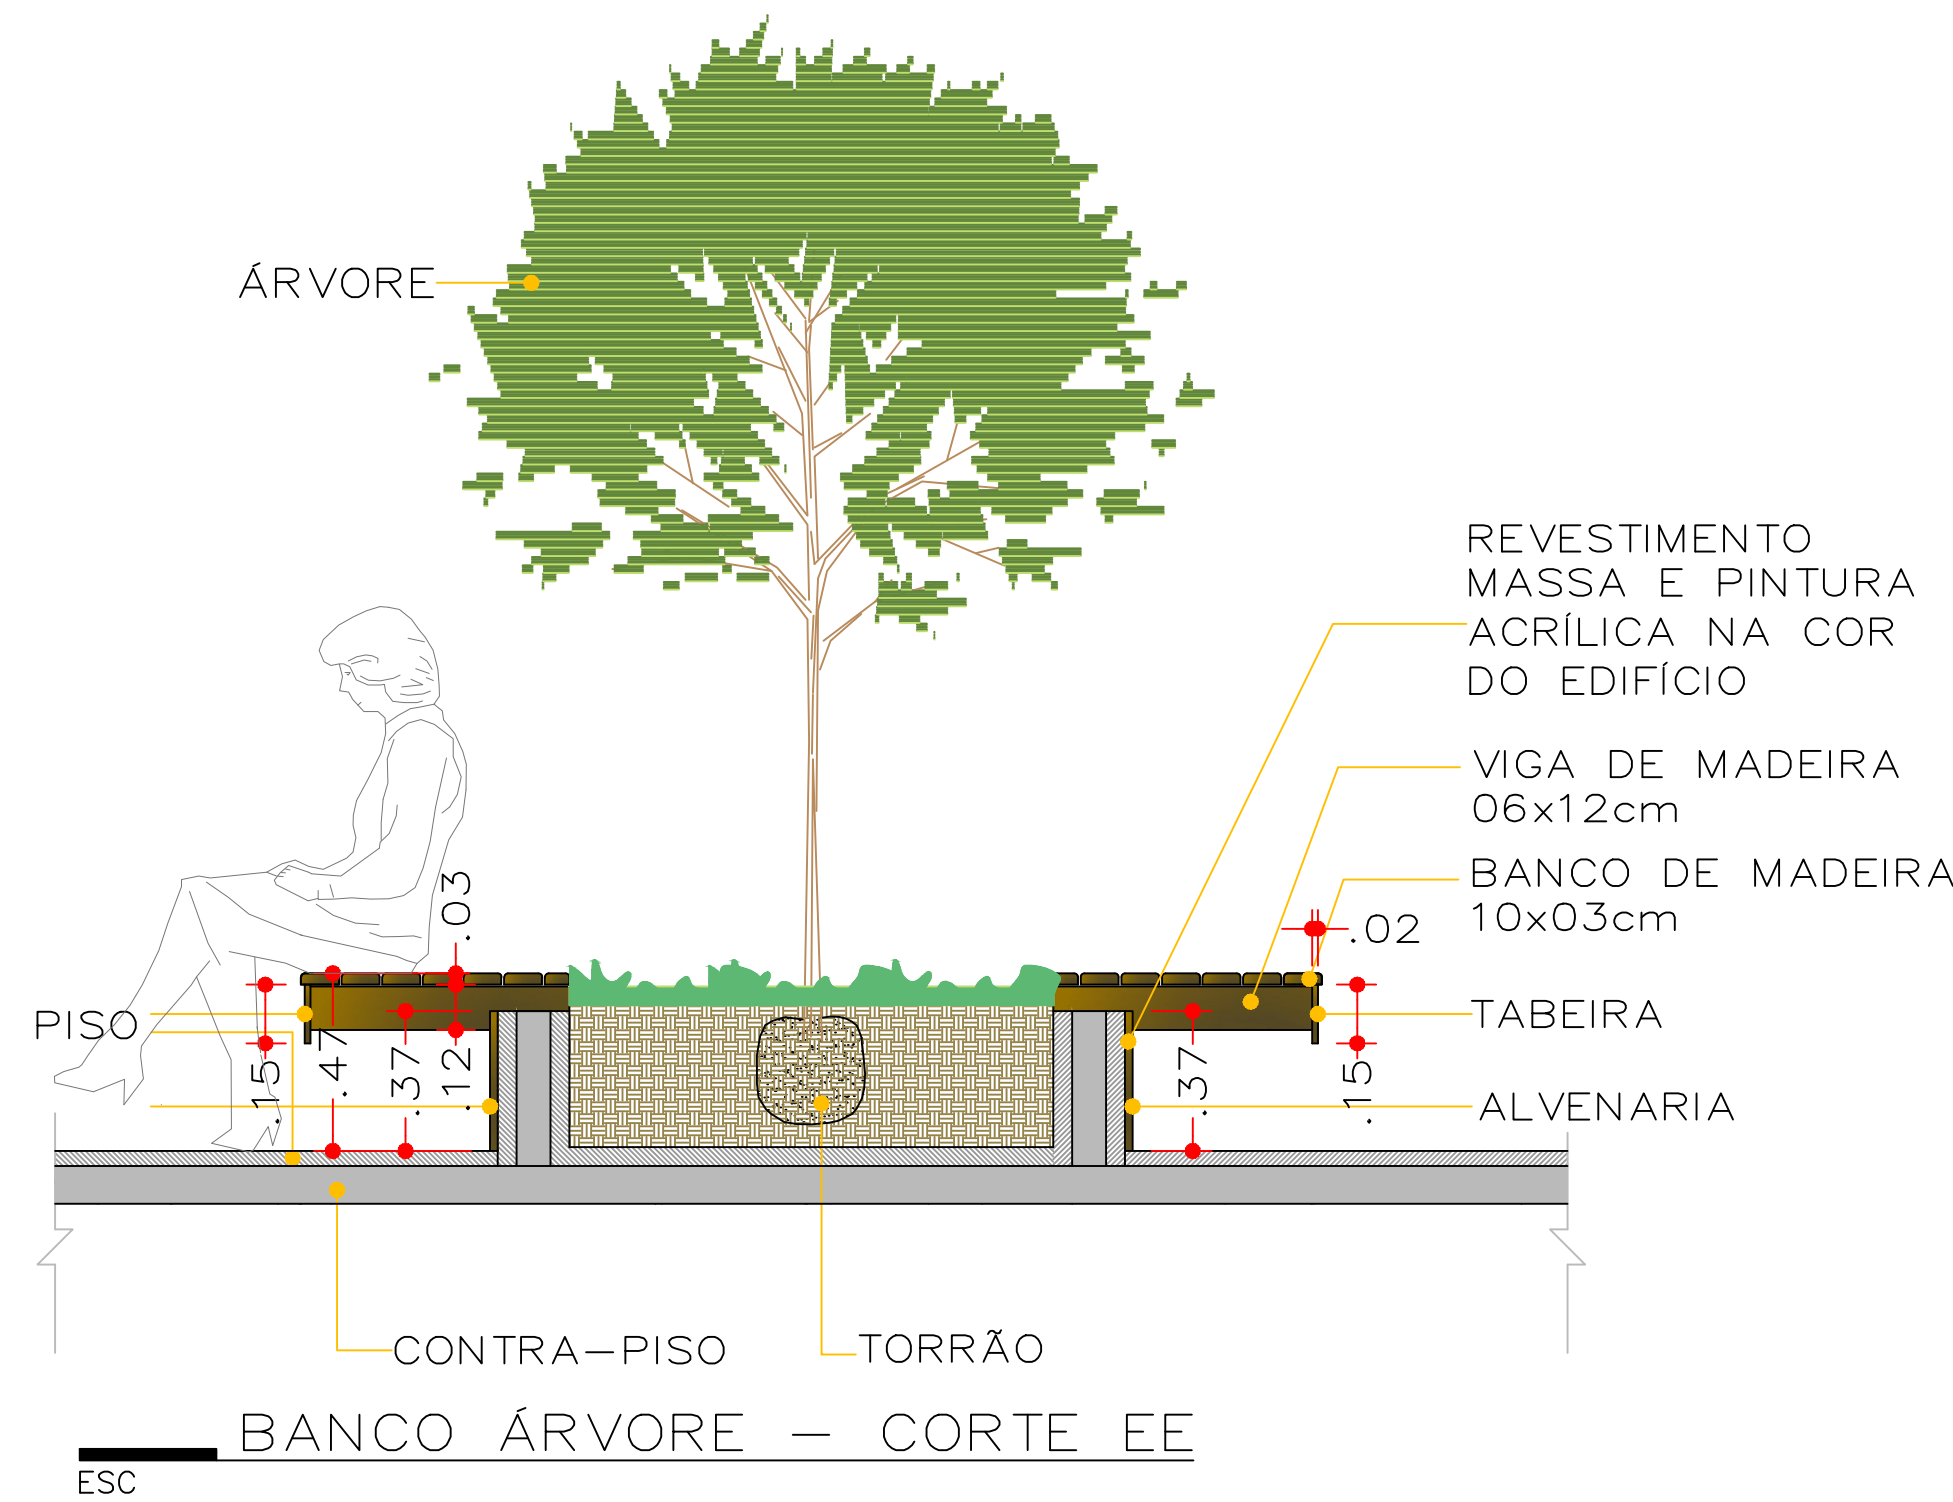 ÁRVORE
REVESTIMENTO
MASSA E PINTURA
ACRÍLICA NA COR
DO EDIFÍCIO
VIGA DE MADEIRA
06x12cm
BANCO DE MADEIRA
10x03cm
.03
.02
PISO
TABEIRA
.15
.47
.37
.12
.37
.15
ALVENARIA
CONTRA-PISO
TORRÃO
BANCO ÁRVORE - CORTE EE
ESC